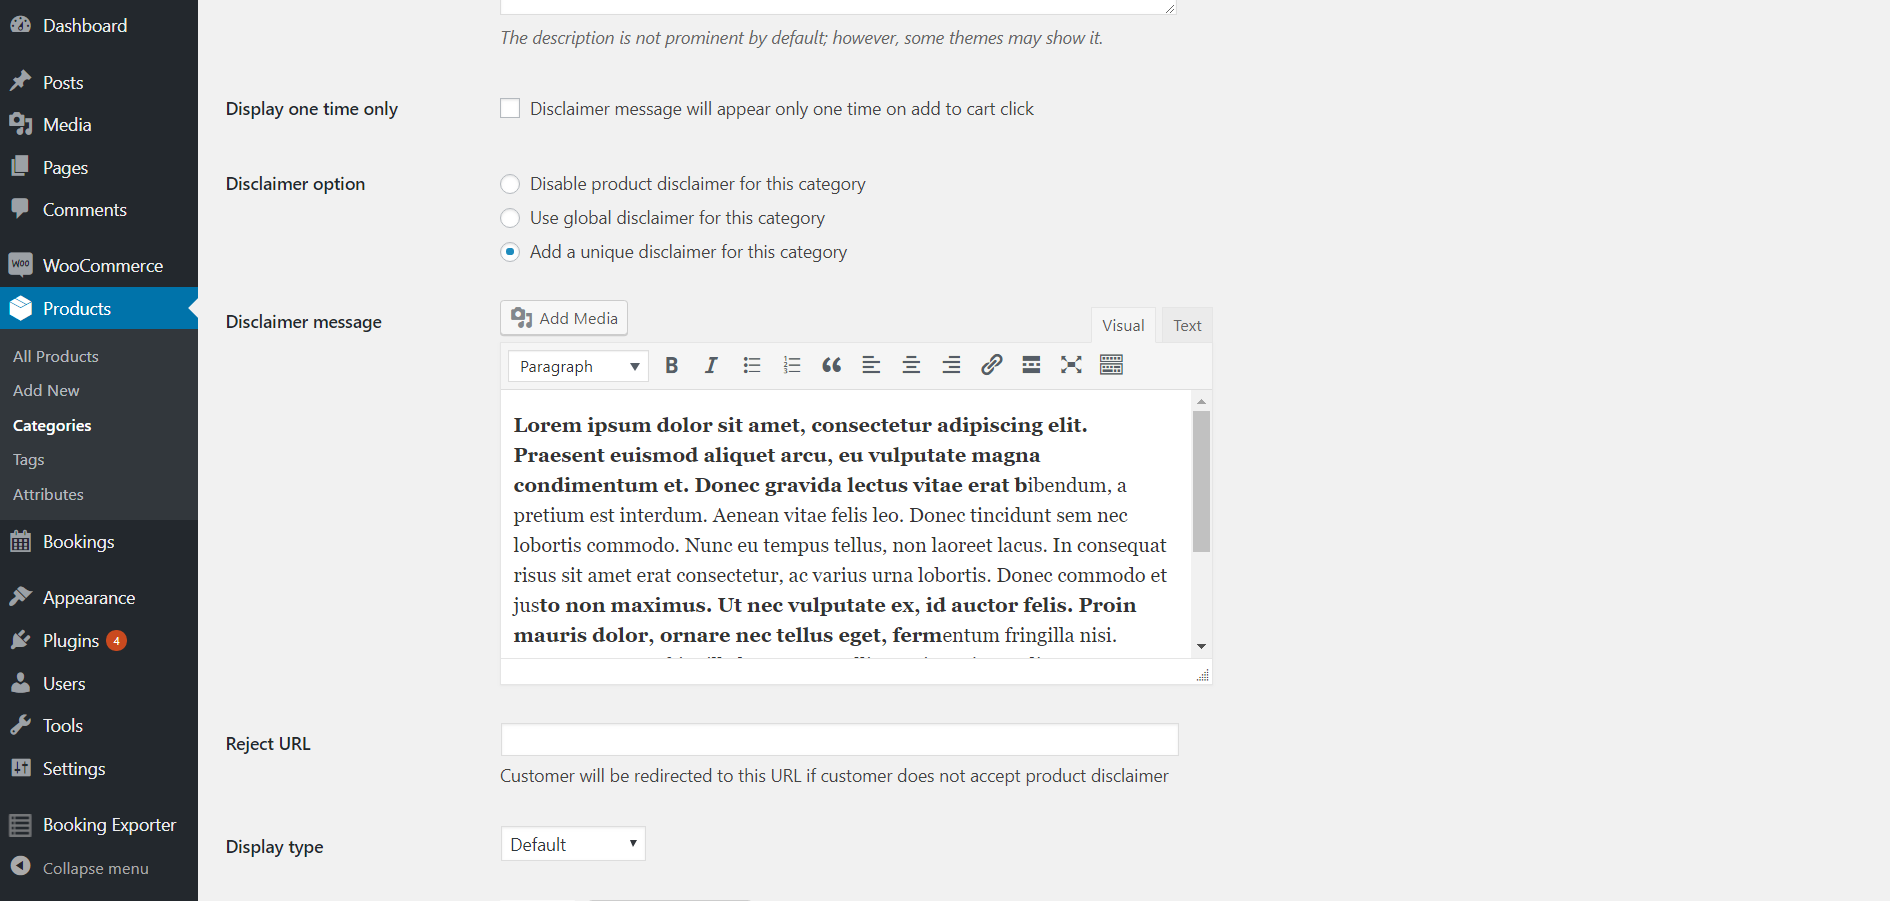 Dashboard
Posts
Media
Pages
Comments
WOO
WooCommerce
Products
All Products
Add New
Categories
Tags
Attributes
Bookings
Appearance
Plugins 4
Users
Tools
Settings
Booking Exporter
Collapse menu
The description is not prominent by default; however, some themes may show it.
Display one time only
Disclaimer message will appear only one time on add to cart click
Disclaimer option
Disable product disclaimer for this category
Use global disclaimer for this category
Add a unique disclaimer for this category
Disclaimer message
Add Media
Visual Text
Paragraph B I
Lorem ipsum dolor sit amet, consectetur adipiscing elit.
Praesent euismod aliquet arcu, eu vulputate magna
condimentum et. Donec gravida lectus vitae erat bibendum, a
pretium est interdum. Aenean vitae felis leo. Donec tincidunt sem nec
lobortis commodo. Nunc eu tempus tellus, non laoreet lacus. In consequat
risus sit amet erat consectetur, ac varius urna lobortis. Donec commodo et
justo non maximus. Ut nec vulputate ex, id auctor felis. Proin
mauris dolor, ornare nec tellus eget, fermentum fringilla nisi.
Reject URL
Customer will be redirected to this URL if customer does not accept product disclaimer
Display type
Default